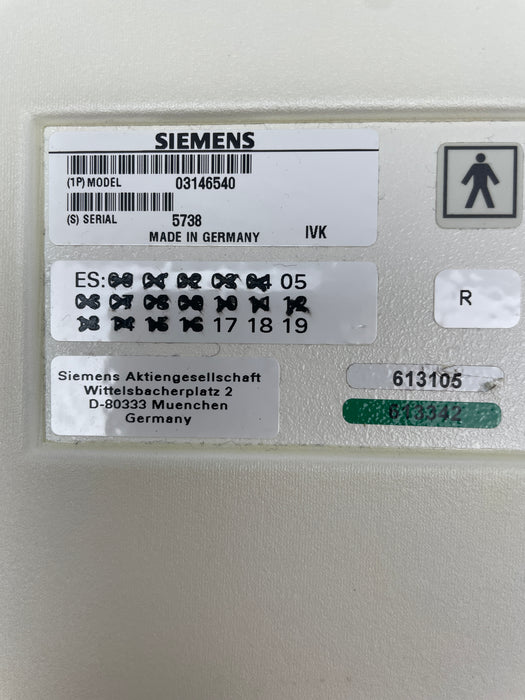 SIEMENS
(1P) MODEL 03146540
(S) SERIAL 5738
MADE IN GERMANY IVK
ES: 00 01 02 03 04 05
06 07 08 09 10 11 12
13 14 15 16 17 18 19
R
Siemens Aktiengesellschaft
Wittelsbacherplatz 2
D-80333 Muenchen
Germany
613105
613342